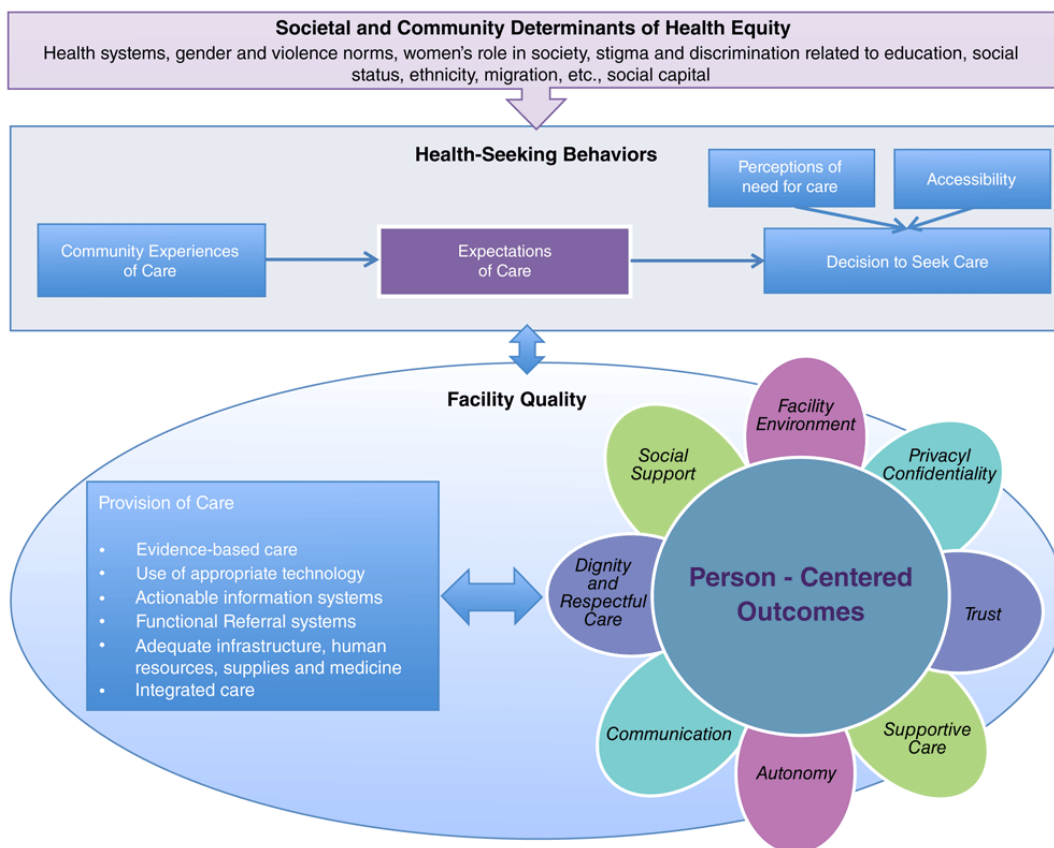 Societal and Community Determinants of Health Equity
Health systems, gender and violence norms, women's role in society, stigma and discrimination related to education, social
status, ethnicity, migration, etc., social capital
Health-Seeking Behaviors
Perceptions of
need for care
Accessibility
Community Experiences
of Care
Expectations
of Care
Decision to Seek Care
Facility Quality
Provision of Care
• Evidence-based care
• Use of appropriate technology
• Actionable information systems
• Functional Referral systems
• Adequate infrastructure, human
resources, supplies and medicine
• Integrated care
Facility
Environment
Privacyl
Confidentiality
Trust
Supportive
Care
Autonomy
Communication
Dignity
and
Respectful
Care
Social
Support
Person - Centered
Outcomes